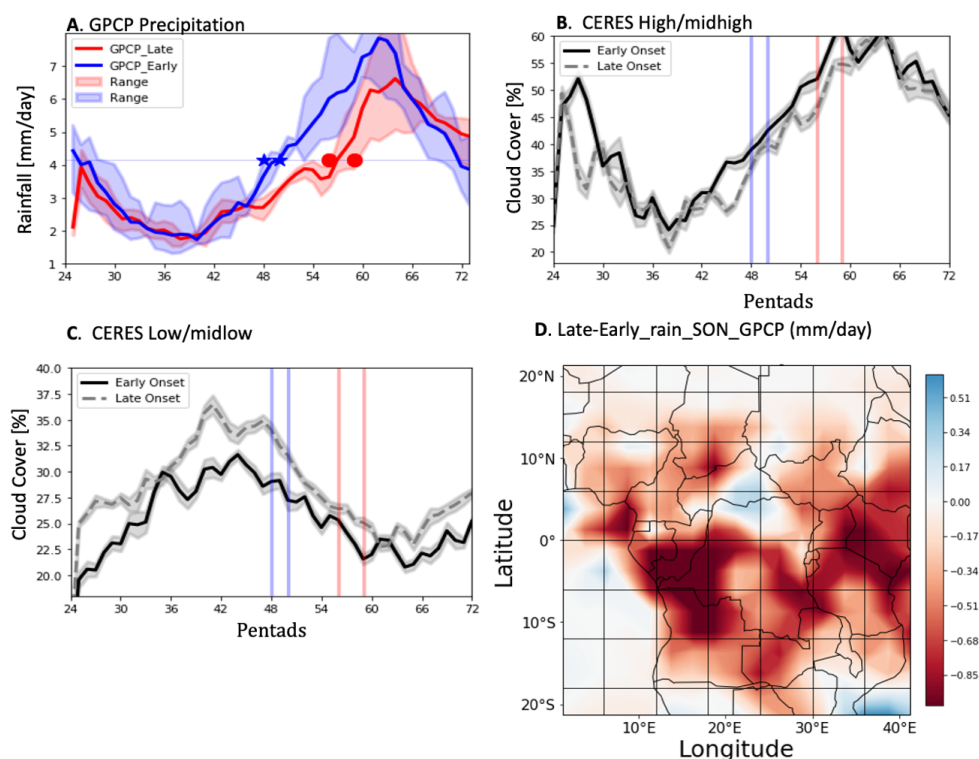 A. GPCP Precipitation
GPCP_Late
GPCP_Early
Range
Range
Rainfall [mm/day]
7
6
5
4
3
2
1
24 30 36 42 48 54 60 66 72
B. CERES High/midhigh
Early Onset
Late Onset
Cloud Cover [%]
60
55
50
45
40
35
30
25
20
24 30 36 42 48 54 60 66 72
Pentads
C. CERES Low/midlow
Early Onset
Late Onset
Cloud Cover [%]
40.0
37.5
35.0
32.5
30.0
27.5
25.0
22.5
20.0
24 30 36 42 48 54 60 66 72
Pentads
D. Late-Early_rain_SON_GPCP (mm/day)
Latitude
20°N
10°N
0°
10°S
20°S
10°E 20°E 30°E 40°E
Longitude
0.51
0.34
0.17
0.00
−0.17
−0.34
−0.51
−0.68
−0.85